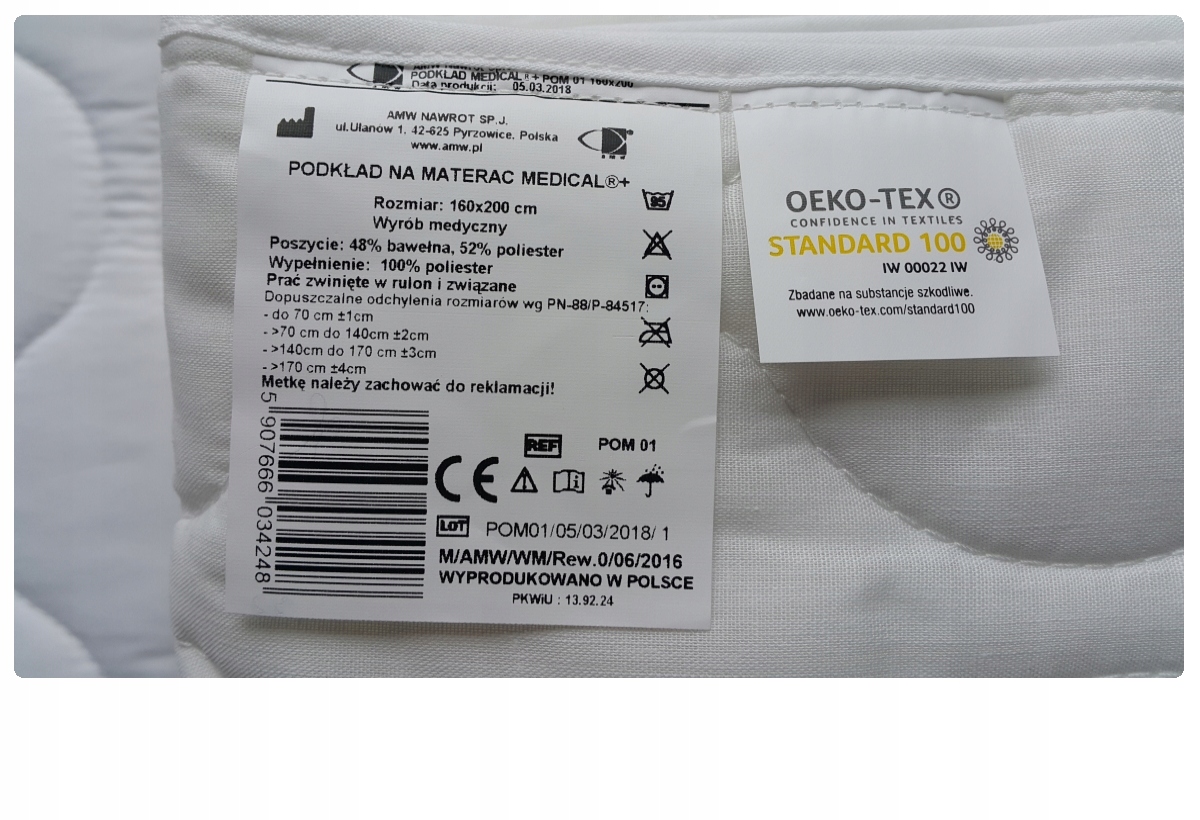 PODKŁAD MEDICAL®+ POM 01 160x200
Data produkcji: 05.03.2018
AMW NAWROT SP.J.
ul.Ulanów 1, 42-625 Pyrzowice, Polska
www.amw.pl
PODKŁAD NA MATERAC MEDICAL®+
Rozmiar: 160x200 cm
Wyrób medyczny
Poszycie: 48% bawełna, 52% poliester
Wypełnienie: 100% poliester
Prać zwinięte w rulon i związane
Dopuszczalne odchylenia rozmiarów wg PN-88/P-84517:
- do 70 cm ±1cm
- >70 cm do 140cm ±2cm
- >140cm do 170 cm ±3cm
- >170 cm ±4cm
Metkę należy zachować do reklamacji!
95
5 907666 034248
REF POM 01
CE
LOT POM01/05/03/2018/ 1
M/AMW/WM/Rew.0/06/2016
WYPRODUKOWANO W POLSCE
PKWiU : 13.92.24
OEKO-TEX®
CONFIDENCE IN TEXTILES
STANDARD 100
IW 00022 IW
Zbadane na substancje szkodliwe.
www.oeko-tex.com/standard100